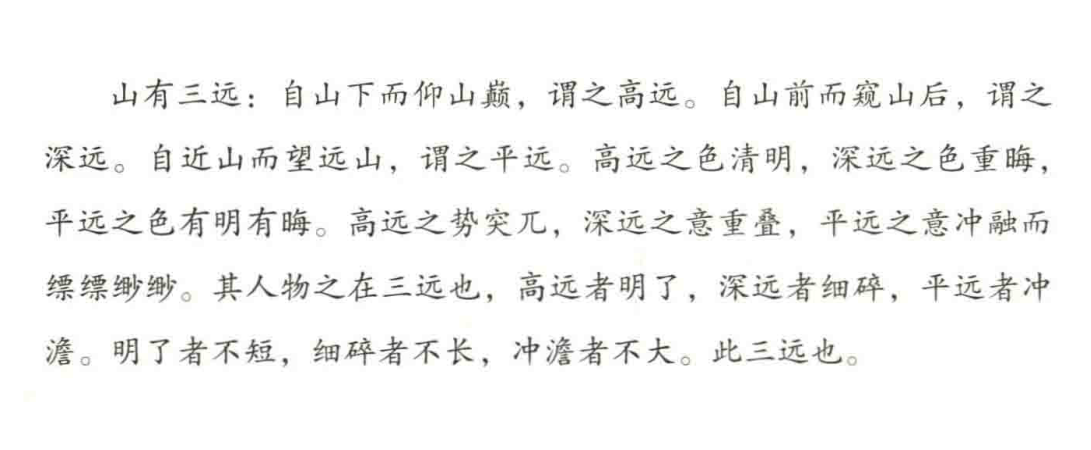 山有三远：自山下而仰山巅，谓之高远。自山前而窥山后，谓之
深远。自近山而望远山，谓之平远。高远之色清明，深远之色重晦，
平远之色有明有晦。高远之势突兀，深远之意重叠，平远之意冲融而
缥缥缈缈。其人物之在三远也，高远者明了，深远者细碎，平远者冲
澹。明了者不短，细碎者不长，冲澹者不大。此三远也。